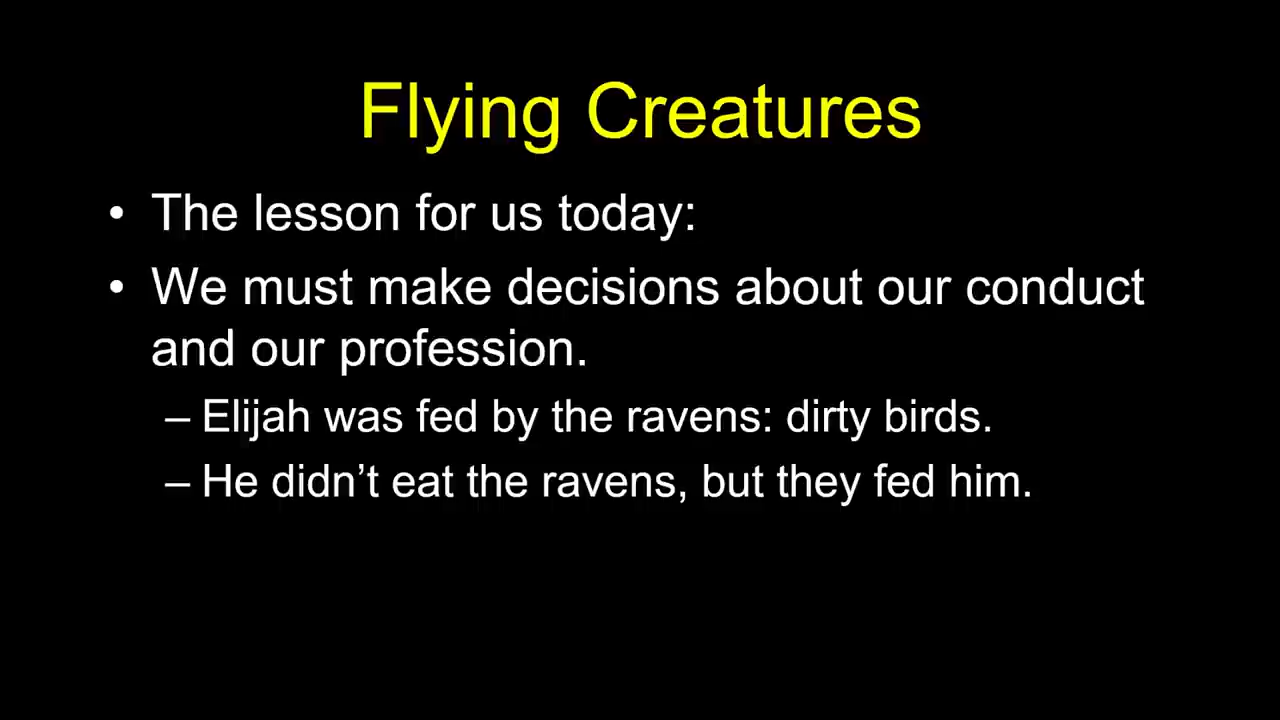 Flying Creatures
• The lesson for us today:
• We must make decisions about our conduct
and our profession.
– Elijah was fed by the ravens: dirty birds.
– He didn’t eat the ravens, but they fed him.